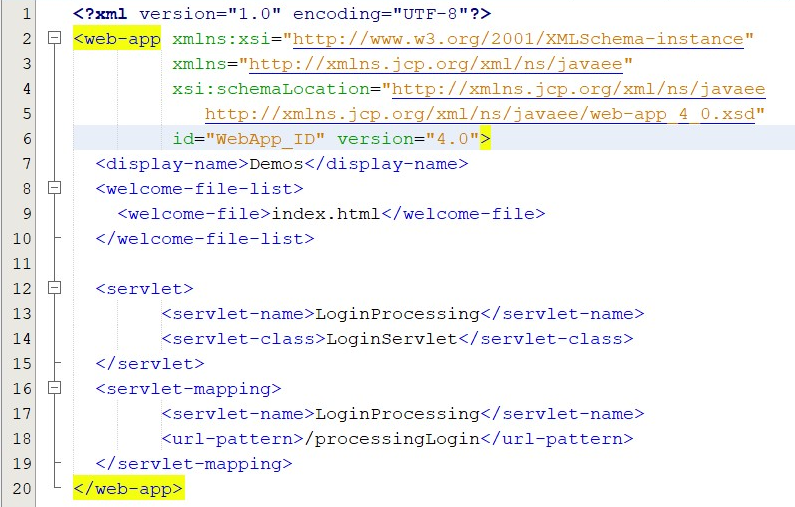 1 <?xml version="1.0" encoding="UTF-8"?>
2 <web-app xmlns:xsi="http://www.w3.org/2001/XMLSchema-instance"
3 xmlns="http://xmlns.jcp.org/xml/ns/javaee"
4 xsi:schemaLocation="http://xmlns.jcp.org/xml/ns/javaee
5 http://xmlns.jcp.org/xml/ns/javaee/web-app_4_0.xsd"
6 id="WebApp_ID" version="4.0">
7 <display-name>Demos</display-name>
8 <welcome-file-list>
9 <welcome-file>index.html</welcome-file>
10 </welcome-file-list>
11
12 <servlet>
13 <servlet-name>LoginProcessing</servlet-name>
14 <servlet-class>LoginServlet</servlet-class>
15 </servlet>
16 <servlet-mapping>
17 <servlet-name>LoginProcessing</servlet-name>
18 <url-pattern>/processingLogin</url-pattern>
19 </servlet-mapping>
20 </web-app>